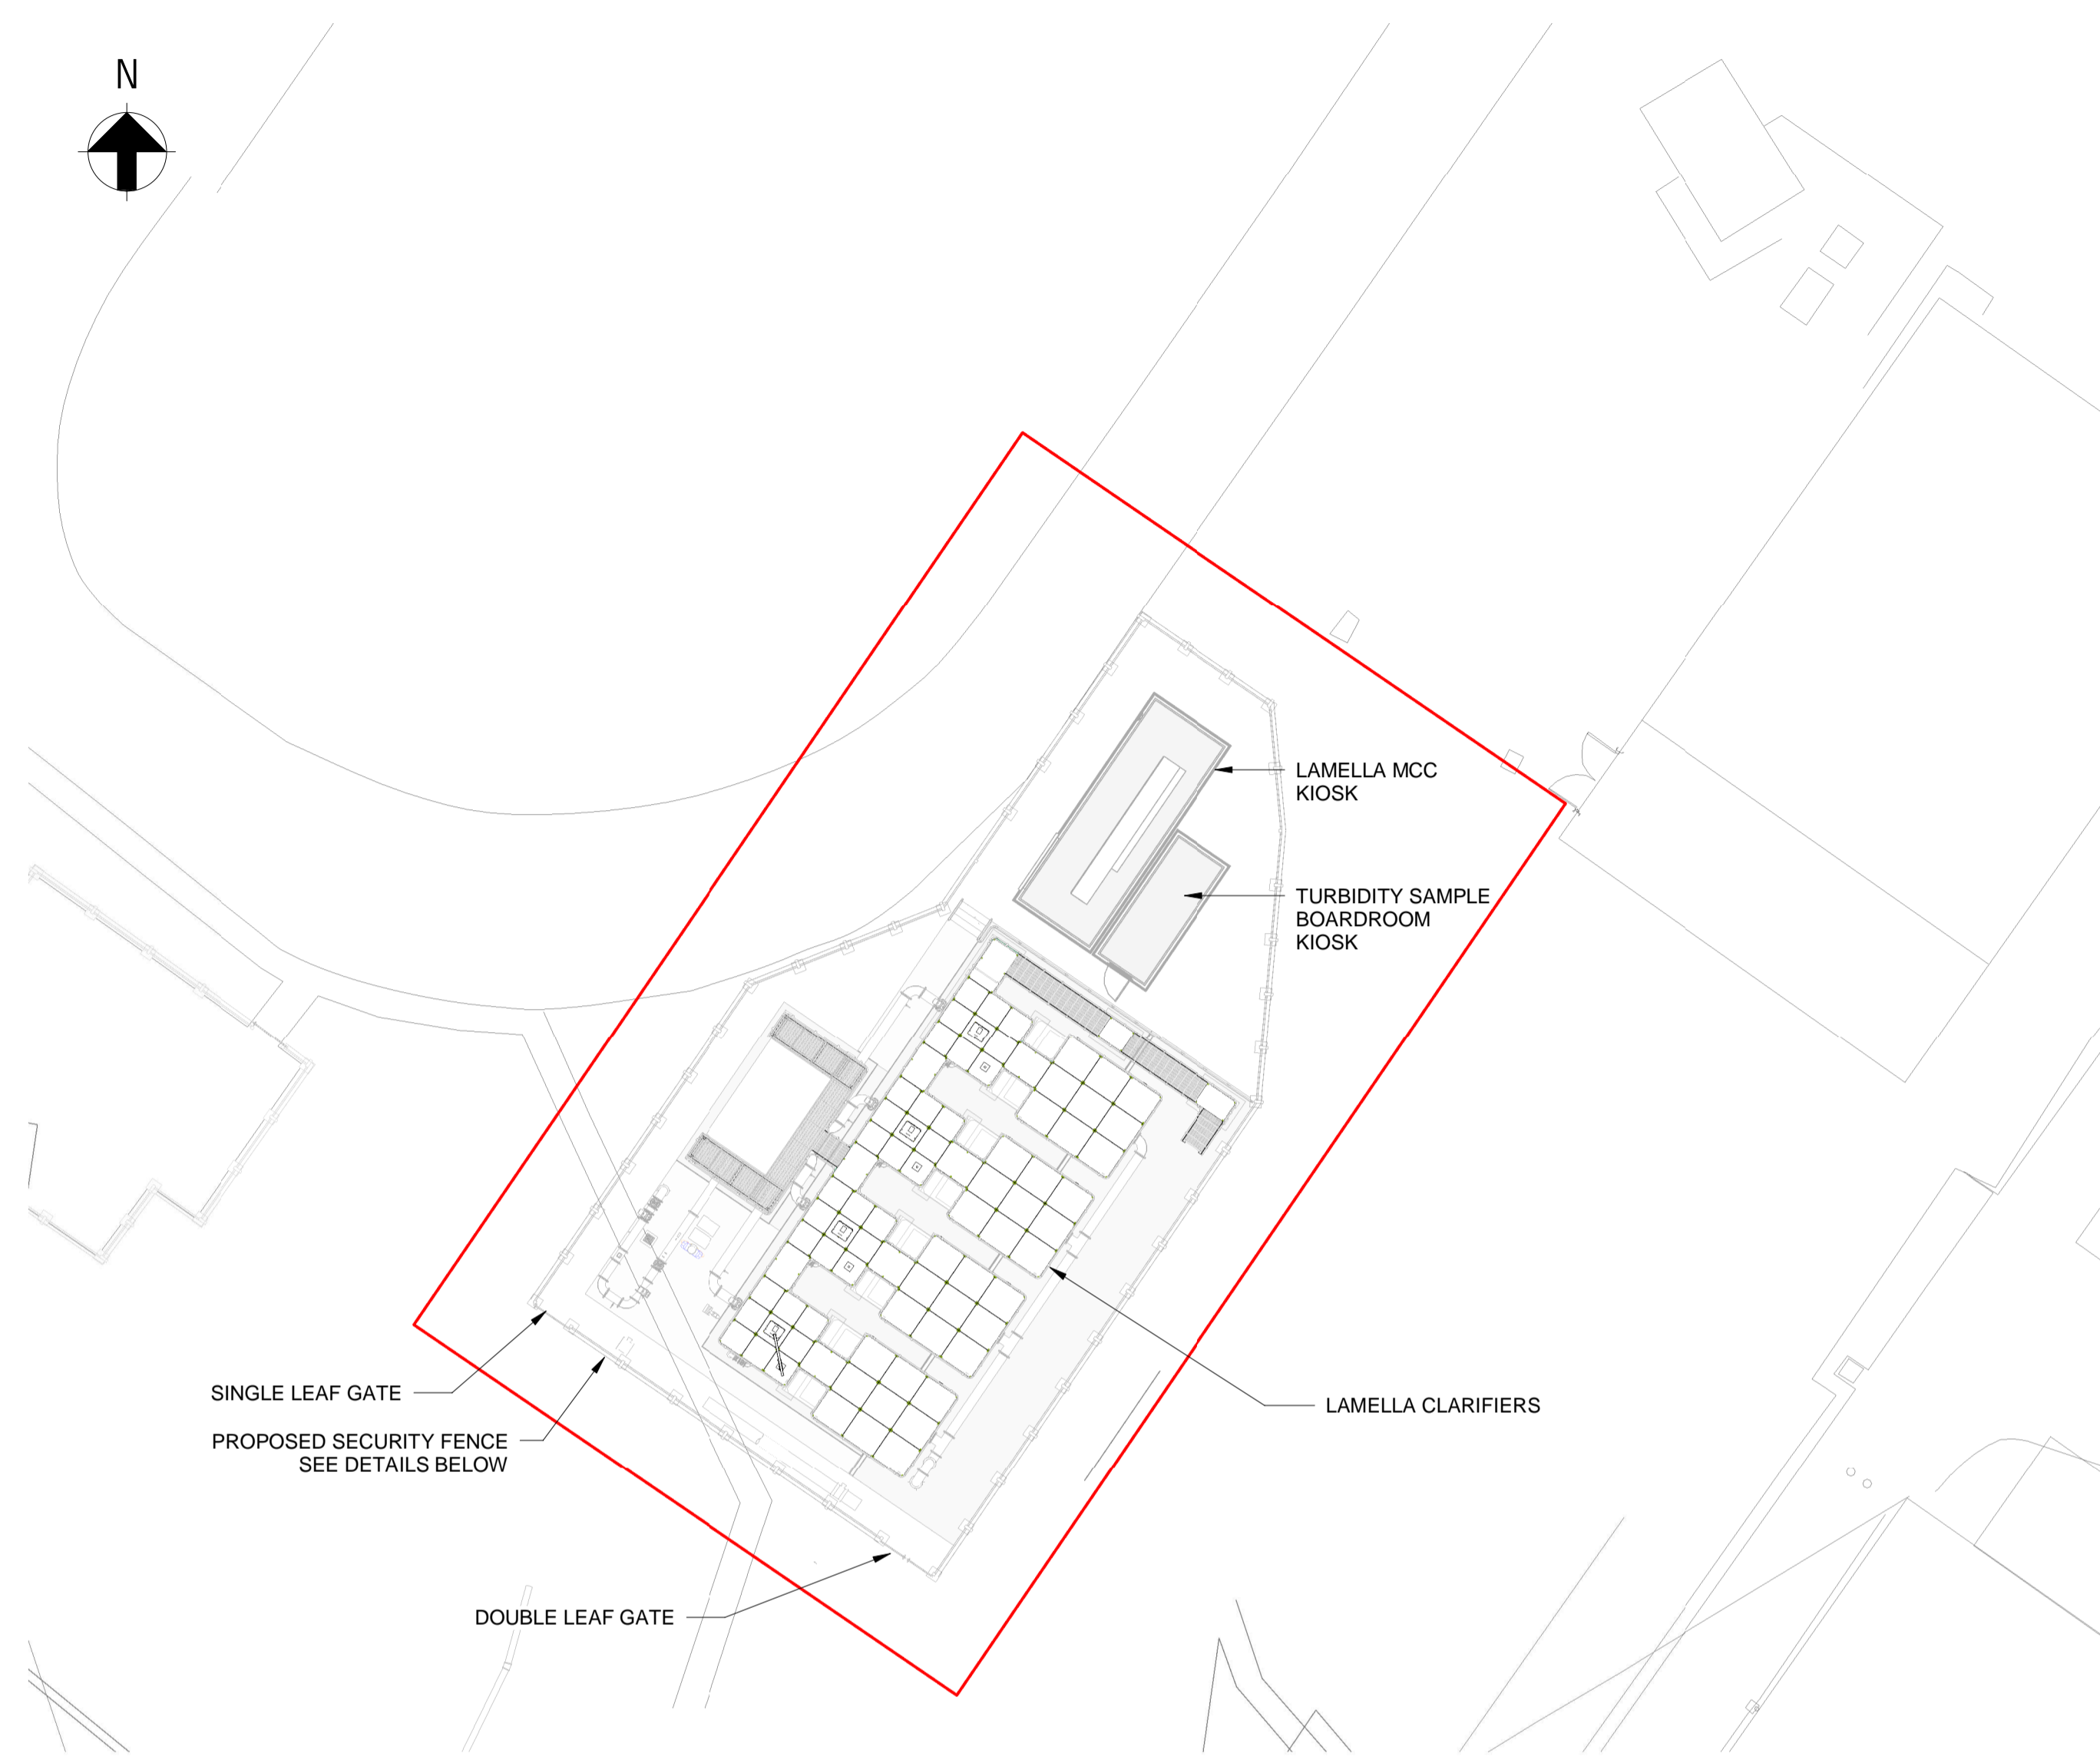 N
LAMELLA MCC
KIOSK
TURBIDITY SAMPLE
BOARDROOM
KIOSK
SINGLE LEAF GATE
LAMELLA CLARIFIERS
PROPOSED SECURITY FENCE
SEE DETAILS BELOW
DOUBLE LEAF GATE